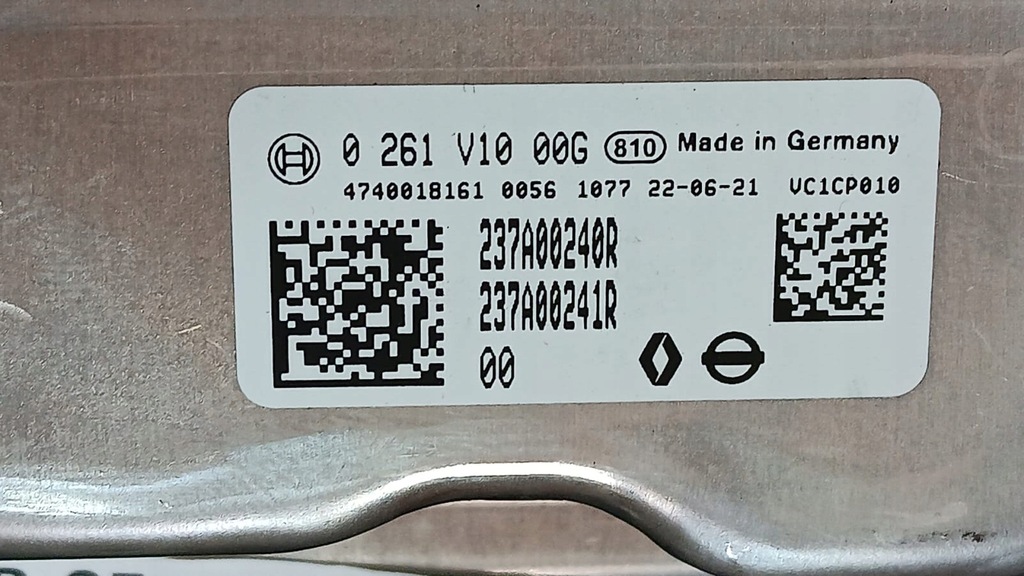 0 261 V10 00G 810 Made in Germany
4740018161 0056 1077 22-06-21 VC1CP010
237A00240R
237A00241R
00